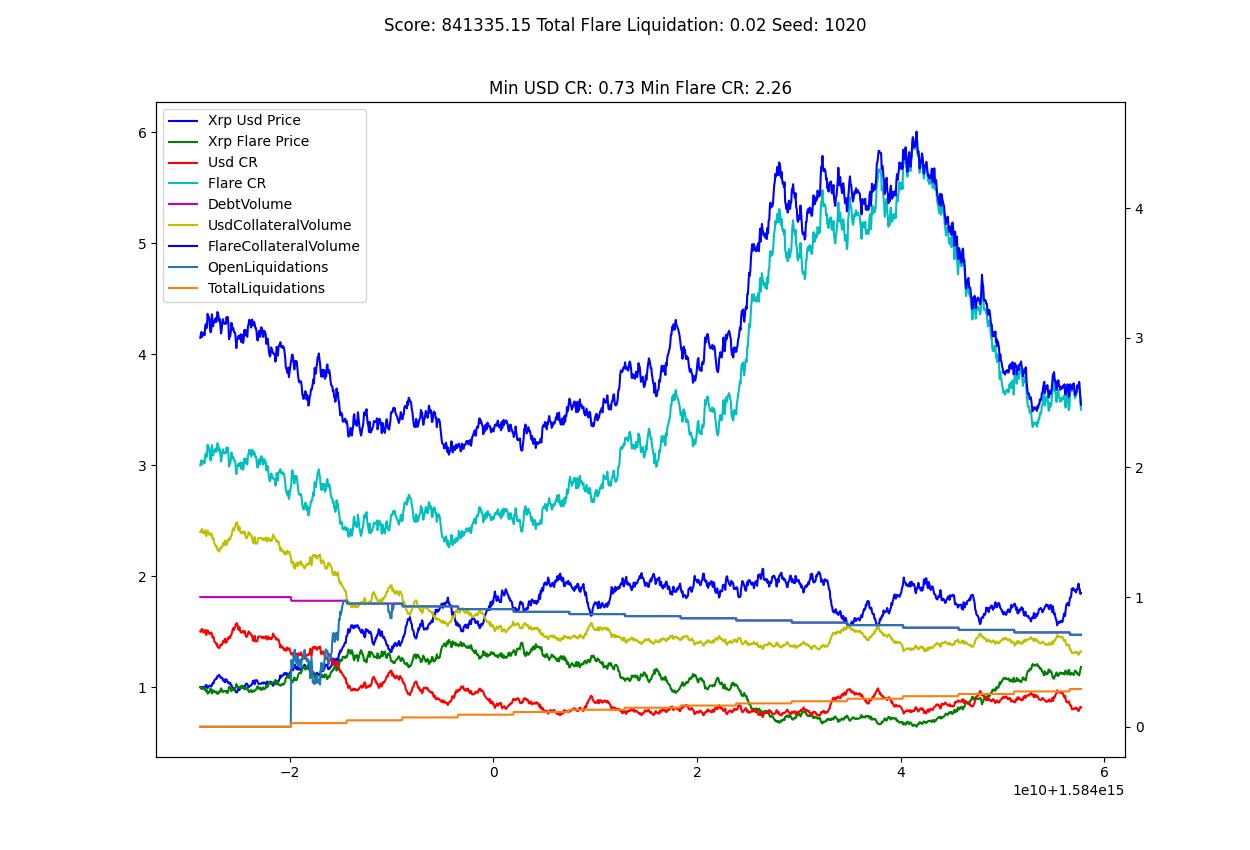 Score: 841335.15 Total Flare Liquidation: 0.02 Seed: 1020
Min USD CR: 0.73 Min Flare CR: 2.26
Xrp Usd Price
Xrp Flare Price
Usd CR
Flare CR
DebtVolume
UsdCollateralVolume
FlareCollateralVolume
OpenLiquidations
TotalLiquidations
6
5
4
3
2
1
4
3
2
1
0
−2
0
2
4
6
1e10+1.584e15